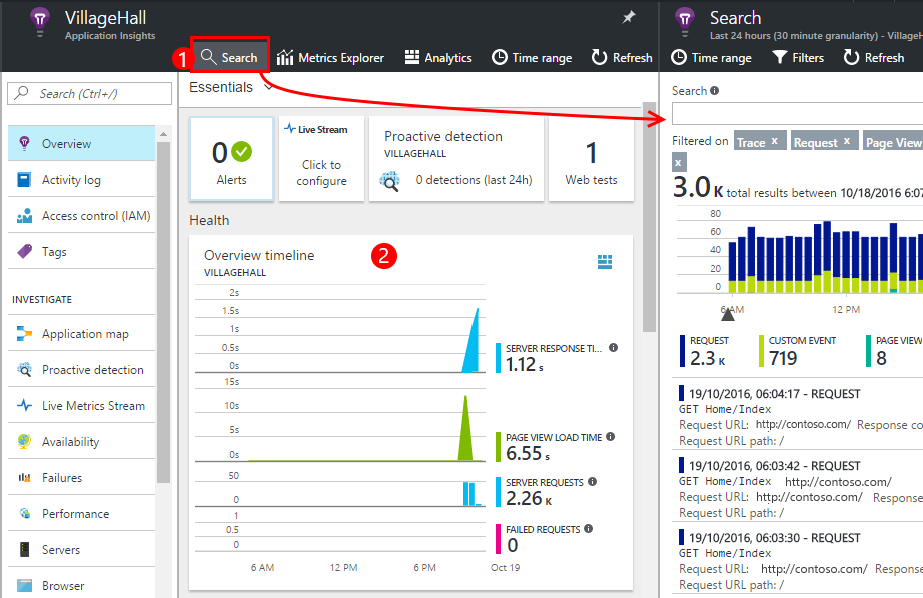 VillageHall
Application Insights
Search (Ctrl+/)
Overview
Activity log
Access control (IAM)
Tags
INVESTIGATE
Application map
Proactive detection
Live Metrics Stream
Availability
Failures
Performance
Servers
Browser
1
Search
Metrics Explorer
Analytics
Time range
Refresh
Essentials
0
Alerts
Live Stream
Click to
configure
Proactive detection
VILLAGEHALL
0 detections (last 24h)
1
Web tests
Health
Overview timeline
VILLAGEHALL
2
2s
1.5s
1s
0.5s
0s
SERVER RESPONSE TI...
1.12 s
15s
10s
5s
0s
PAGE VIEW LOAD TIME
6.55 s
50
0
SERVER REQUESTS
2.26 K
1
0.5
0
FAILED REQUESTS
0
6 AM
12 PM
6 PM
Oct 19
Search
Last 24 hours (30 minute granularity) - VillageH
Time range
Filters
Refresh
Search
Filtered on
Trace x
Request x
Page View
x
3.0 K total results between 10/18/2016 6:07
80
60
40
20
0
6 AM
12 PM
REQUEST
2.3 K
CUSTOM EVENT
719
PAGE VIEW
8
19/10/2016, 06:04:17 - REQUEST
GET Home/Index
Request URL: http://contoso.com/ Response co
Request URL path: /
19/10/2016, 06:03:42 - REQUEST
GET Home/Index http://contoso.com/
Request URL: http://contoso.com/ Response
Request URL path: /
19/10/2016, 06:03:30 - REQUEST
GET Home/Index
Request URL: http://contoso.com/ Response
Request URL path: /